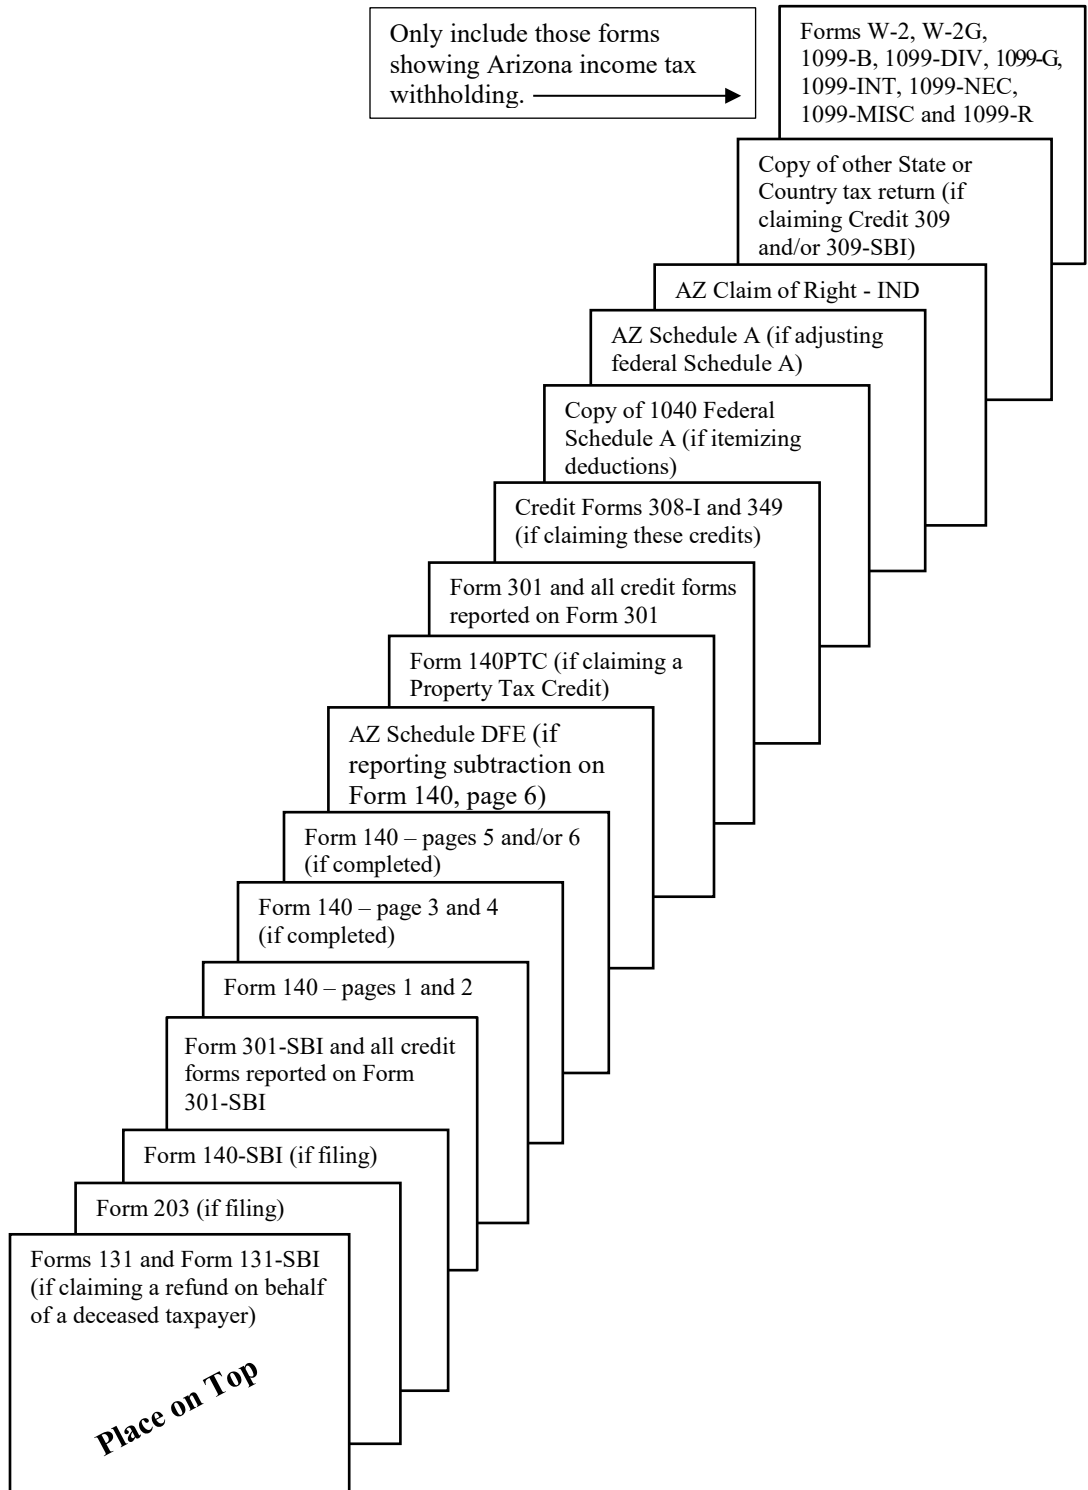 Only include those forms
showing Arizona income tax
withholding.
Forms W-2, W-2G,
1099-B, 1099-DIV, 1099-G,
1099-INT, 1099-NEC,
1099-MISC and 1099-R
Copy of other State or
Country tax return (if
claiming Credit 309
and/or 309-SBI)
AZ Claim of Right - IND
AZ Schedule A (if adjusting
federal Schedule A)
Copy of 1040 Federal
Schedule A (if itemizing
deductions)
Credit Forms 308-I and 349
(if claiming these credits)
Form 301 and all credit forms
reported on Form 301
Form 140PTC (if claiming a
Property Tax Credit)
AZ Schedule DFE (if
reporting subtraction on
Form 140, page 6)
Form 140 – pages 5 and/or 6
(if completed)
Form 140 – page 3 and 4
(if completed)
Form 140 – pages 1 and 2
Form 301-SBI and all credit
forms reported on Form
301-SBI
Form 140-SBI (if filing)
Form 203 (if filing)
Forms 131 and Form 131-SBI
(if claiming a refund on behalf
of a deceased taxpayer)
Place on Top